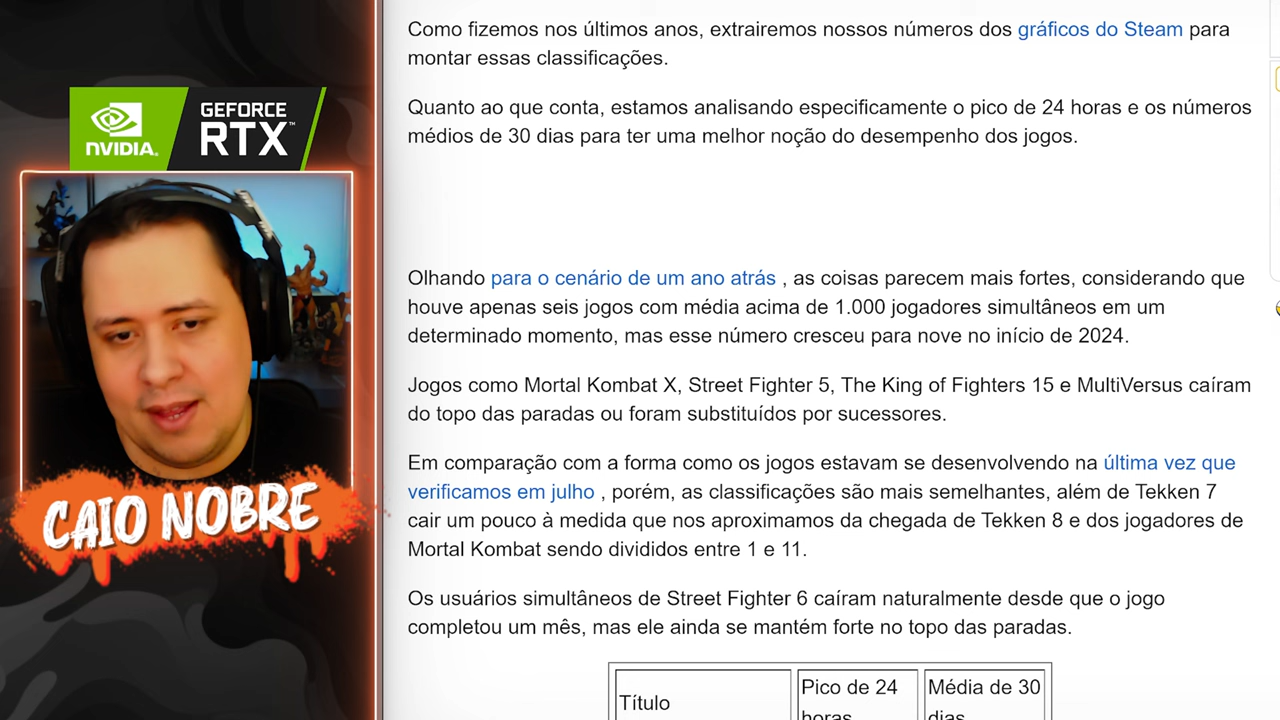 NVIDIA.
GEFORCE
RTX™
CAIO NOBRE
Como fizemos nos últimos anos, extrairemos nossos números dos gráficos do Steam para
montar essas classificações.
Quanto ao que conta, estamos analisando especificamente o pico de 24 horas e os números
médios de 30 dias para ter uma melhor noção do desempenho dos jogos.
Olhando para o cenário de um ano atrás , as coisas parecem mais fortes, considerando que
houve apenas seis jogos com média acima de 1.000 jogadores simultâneos em um
determinado momento, mas esse número cresceu para nove no início de 2024.
Jogos como Mortal Kombat X, Street Fighter 5, The King of Fighters 15 e MultiVersus caíram
do topo das paradas ou foram substituídos por sucessores.
Em comparação com a forma como os jogos estavam se desenvolvendo na última vez que
verificamos em julho , porém, as classificações são mais semelhantes, além de Tekken 7
cair um pouco à medida que nos aproximamos da chegada de Tekken 8 e dos jogadores de
Mortal Kombat sendo divididos entre 1 e 11.
Os usuários simultâneos de Street Fighter 6 caíram naturalmente desde que o jogo
completou um mês, mas ele ainda se mantém forte no topo das paradas.
Título
Pico de 24
horas
Média de 30
dias